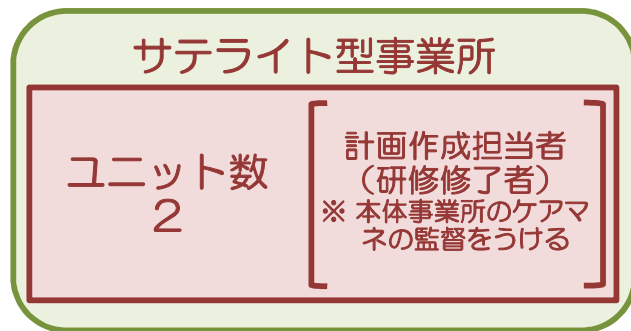 サテライト型事業所
ユニット数
2
計画作成担当者
（研修修了者）
※ 本体事業所のケアマ
ネの監督をうける